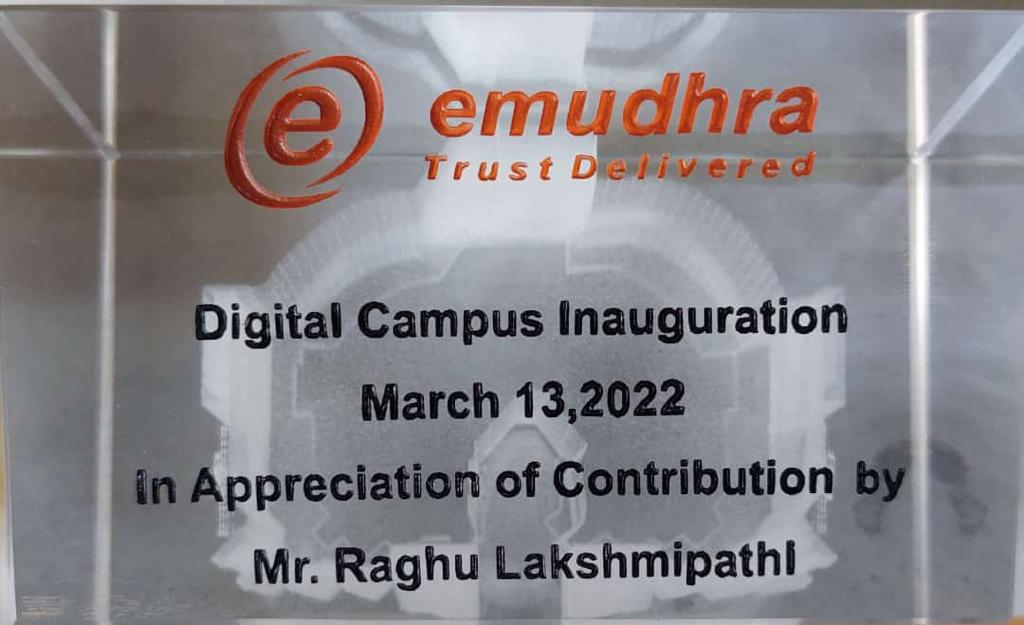 e emudhra
Trust Delivered
Digital Campus Inauguration
March 13,2022
In Appreciation of Contribution by
Mr. Raghu Lakshmipathi